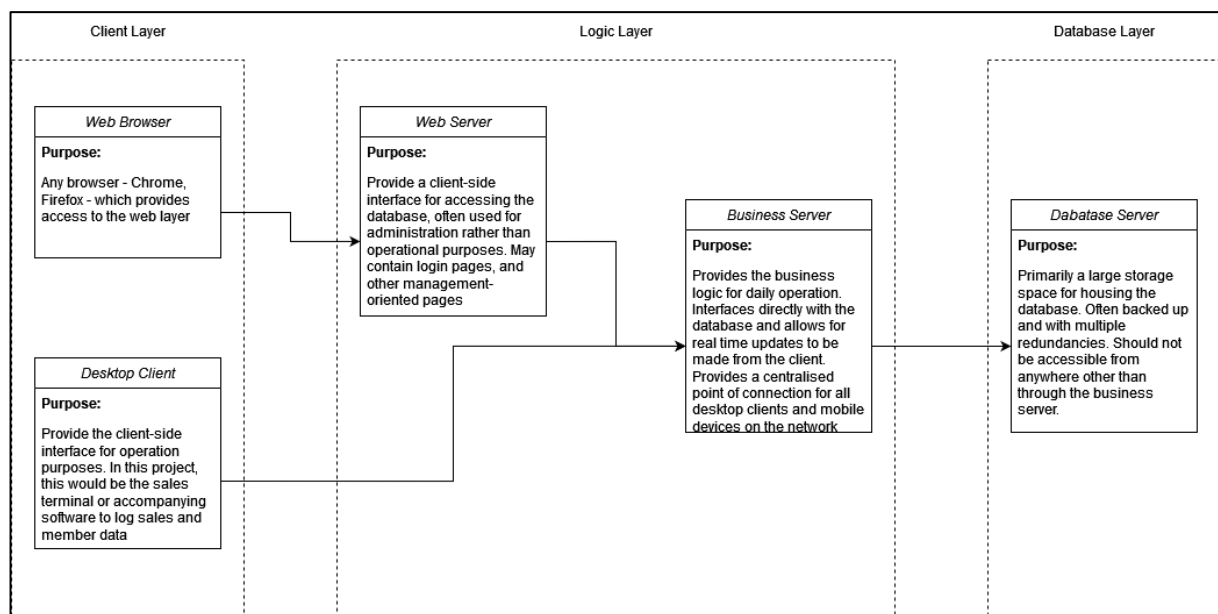 Client Layer
Logic Layer
Database Layer
Web Browser
Purpose:
Any browser - Chrome,
Firefox - which provides
access to the web layer
Desktop Client
Purpose:
Provide the client-side
interface for operation
purposes. In this project,
this would be the sales
terminal or accompanying
software to log sales and
member data
Web Server
Purpose:
Provide a client-side
interface for accessing the
database, often used for
administration rather than
operational purposes. May
contain login pages, and
other management-
oriented pages
Business Server
Purpose:
Provides the business
logic for daily operation.
Interfaces directly with the
database and allows for
real time updates to be
made from the client.
Provides a centralised
point of connection for all
desktop clients and mobile
devices on the network
Dabatase Server
Purpose:
Primarily a large storage
space for housing the
database. Often backed up
and with multiple
redundancies. Should not
be accessible from
anywhere other than
through the business
server.